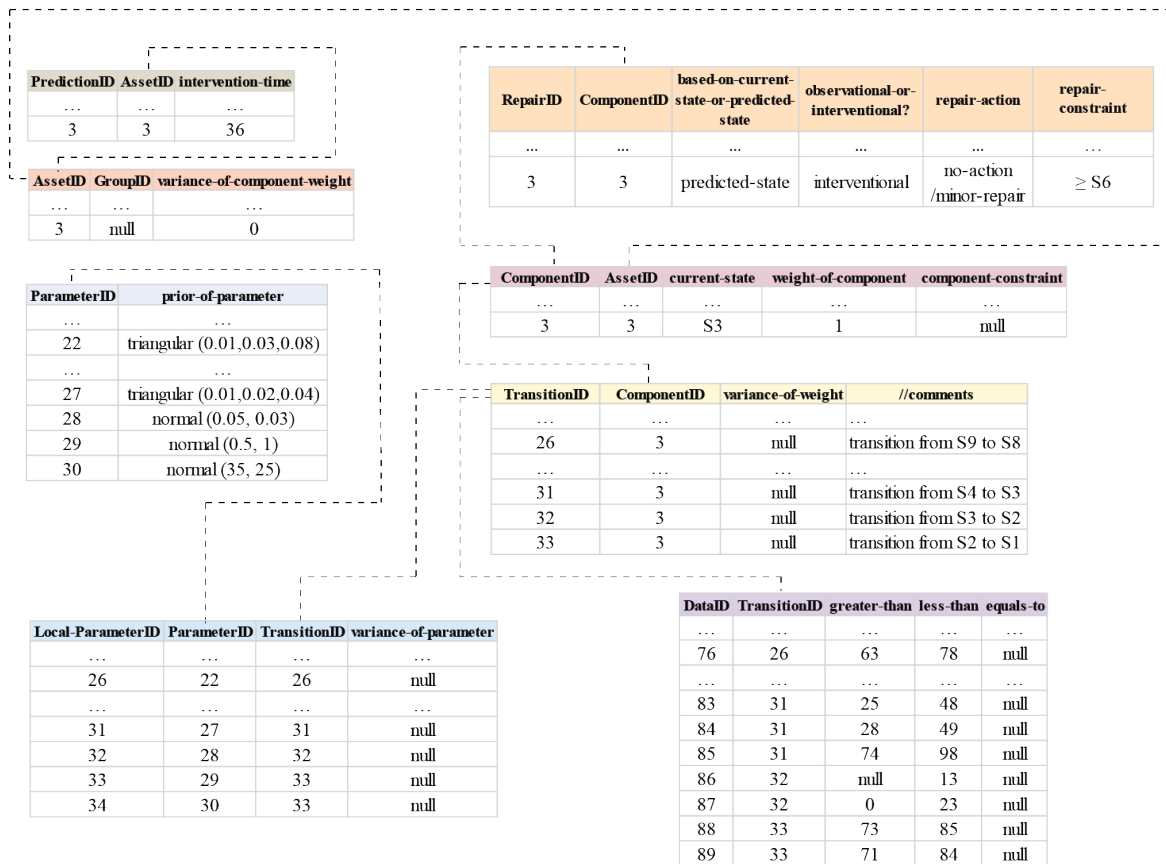 PredictionID AssetID intervention-time
… … …
3 3 36
AssetID GroupID variance-of-component-weight
… … …
3 null 0
ParameterID prior-of-parameter
… …
22 triangular (0.01,0.03,0.08)
… …
27 triangular (0.01,0.02,0.04)
28 normal (0.05, 0.03)
29 normal (0.5, 1)
30 normal (35, 25)
Local-ParameterID ParameterID TransitionID variance-of-parameter
… … … …
26 22 26 null
… … … …
31 27 31 null
32 28 32 null
33 29 33 null
34 30 33 null
RepairID ComponentID based-on-current-
state-or-predicted-
state
observational-or-
interventional?
repair-action
repair-
constraint
... ... ... ... ... …
3 3 predicted-state interventional no-action
/minor-repair
≥ S6
ComponentID AssetID current-state weight-of-component component-constraint
… … … … …
3 3 S3 1 null
TransitionID ComponentID variance-of-weight //comments
… … … …
26 3 null transition from S9 to S8
… … … …
31 3 null transition from S4 to S3
32 3 null transition from S3 to S2
33 3 null transition from S2 to S1
DataID TransitionID greater-than less-than equals-to
… … … … …
76 26 63 78 null
… … … … …
83 31 25 48 null
84 31 28 49 null
85 31 74 98 null
86 32 null 13 null
87 32 0 23 null
88 33 73 85 null
89 33 71 84 null